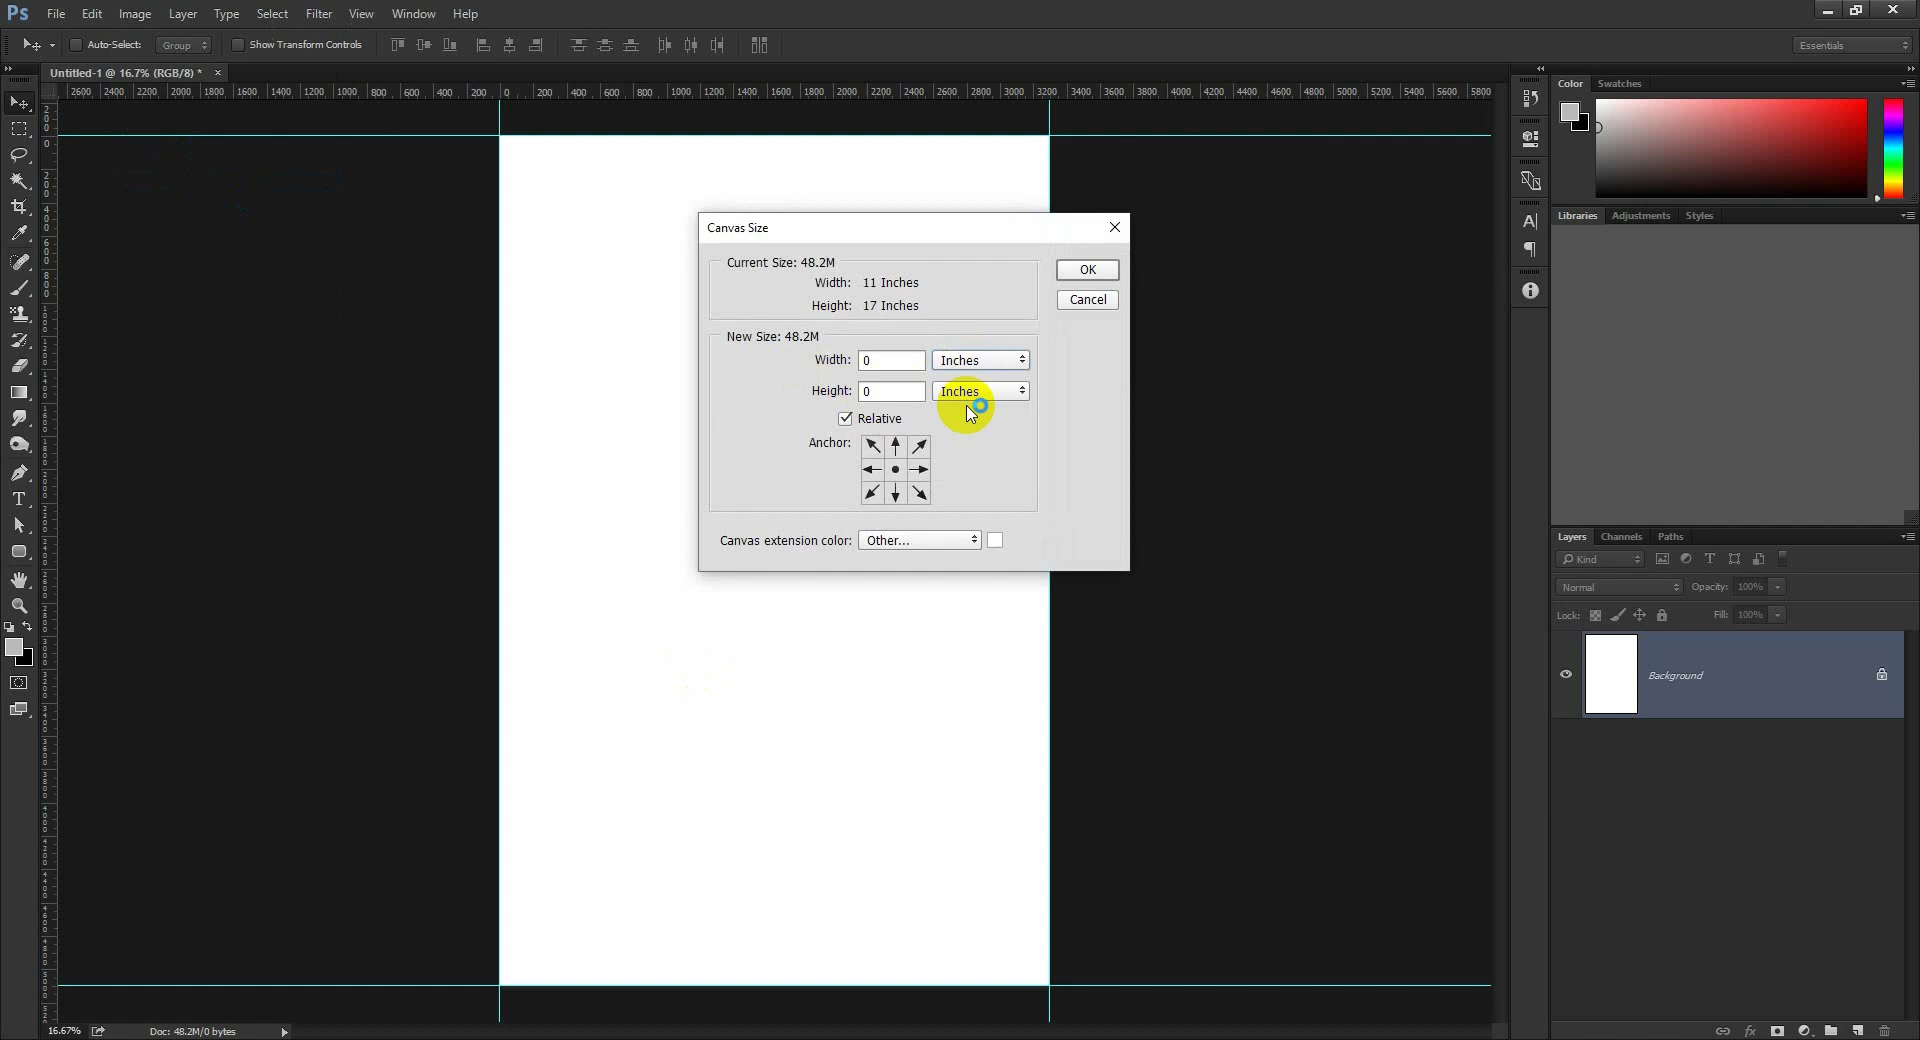 Ps File Edit Image Layer Type Select Filter View Window Help
Auto-Select: Group Show Transform Controls Essentials
Untitled-1 @ 16.7% (RGB/8) * ×
2600 2400 2200 2000 1800 1600 1400 1200 1000 800 600 400 200 0 200 400 600 800 1000 1200 1400 1600 1800 2000 2200 2400 2600 2800 3000 3200 3400 3600 3800 4000 4200 4400 4600 4800 5000 5200 5400 5600 5800
Color Swatches
Libraries Adjustments Styles
Canvas Size
Current Size: 48.2M
Width: 11 Inches
Height: 17 Inches
OK
Cancel
New Size: 48.2M
Width: 0 Inches
Height: 0 Inches
Relative
Anchor:
Canvas extension color: Other...
Layers Channels Paths
Kind
Normal Opacity: 100%
Lock: Fill: 100%
Background
16.67% Doc: 48.2M/0 bytes